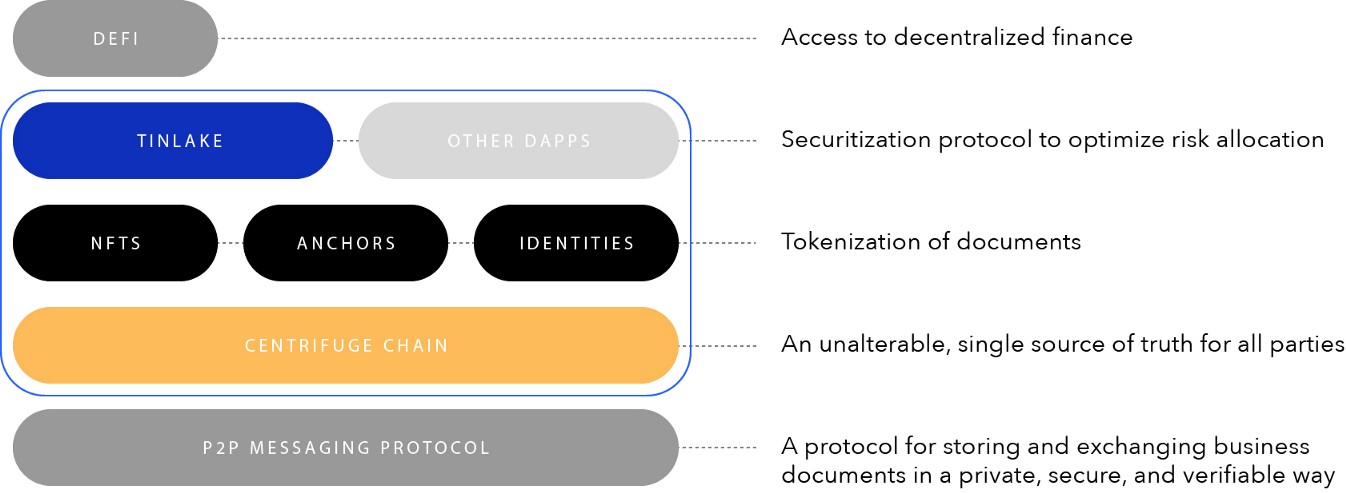 DEFI
Access to decentralized finance
TINLAKE
OTHER DAPPS
Securitization protocol to optimize risk allocation
NFTS
ANCHORS
IDENTITIES
Tokenization of documents
CENTRIFUGE CHAIN
An unalterable, single source of truth for all parties
P2P MESSAGING PROTOCOL
A protocol for storing and exchanging business
documents in a private, secure, and verifiable way